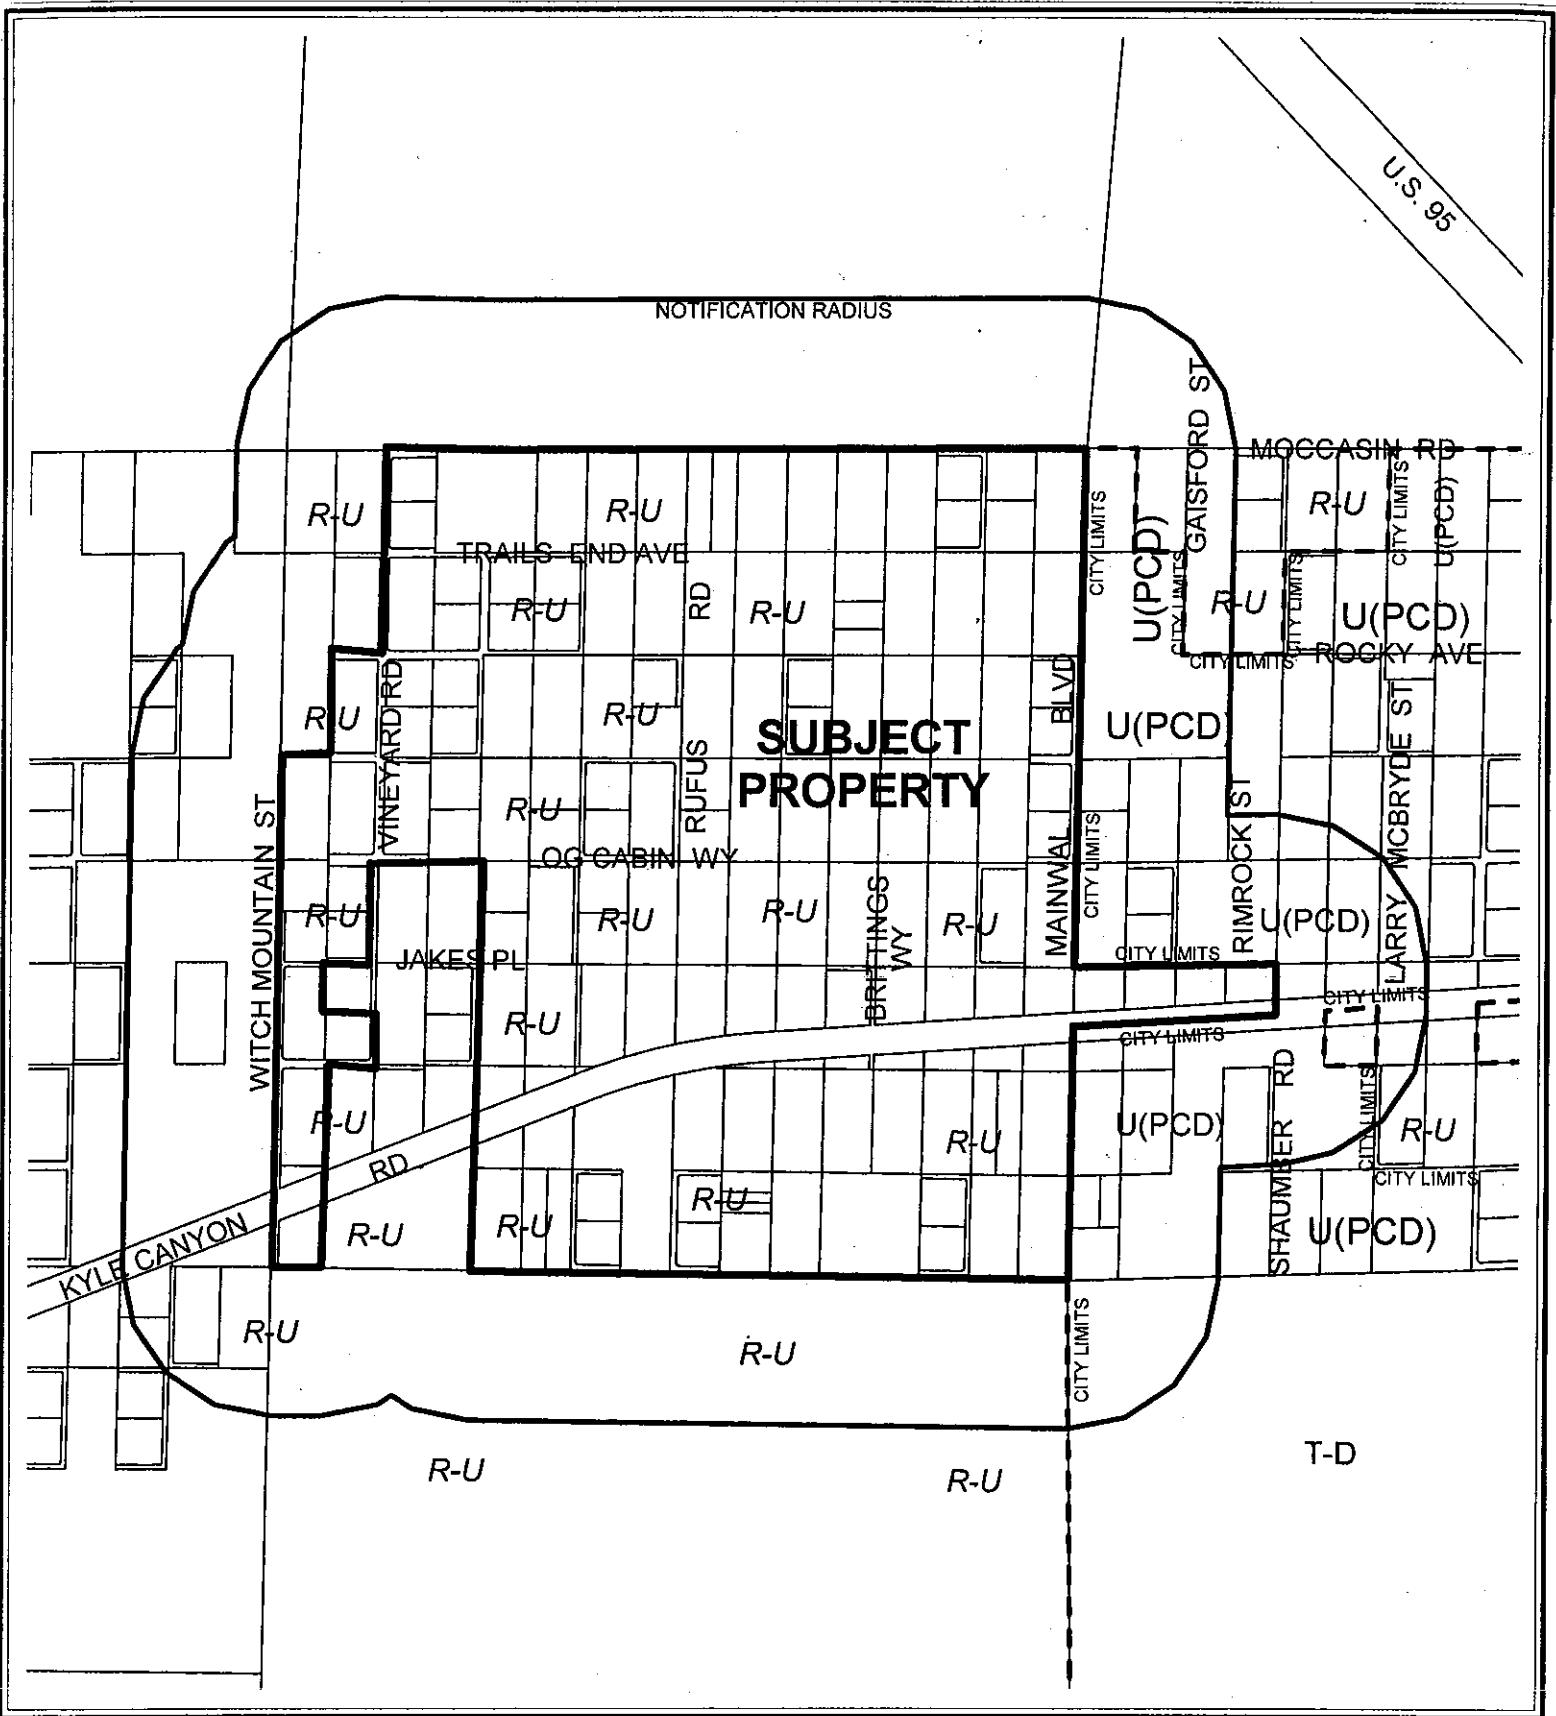 U.S. 95
NOTIFICATION RADIUS
GAISFORD ST
MOCCASIN RD
R-U
R-U
R-U
CITY LIMITS
CITY LIMITS
U(PCD)
U(PCD)
TRAILS END AVE
R-U
RD
R-U
CITY LIMITS
R-U
CITY LIMITS
U(PCD)
CITY LIMITS
ROCKY AVE
VINEYARD RD
R-U
R-U
BLVD
U(PCD)
LARRY MCBRYDE ST
SUBJECT
PROPERTY
RUFUS
R-U
WITCH MOUNTAIN ST
RIMROCK ST
CITY LIMITS
MAINWAL
LOG CABIN WY
R-U
R-U
R-U
BRITTINGS
WY
R-U
U(PCD)
JAKES PL
CITY LIMITS
R-U
CITY LIMITS
CITY LIMITS
SHAUMBER RD
CITY LIMITS
R-U
R-U
U(PCD)
R-U
KYLE CANYON RD
R-U
R-U
R-U
CITY LIMITS
U(PCD)
R-U
R-U
CITY LIMITS
R-U
R-U
T-D